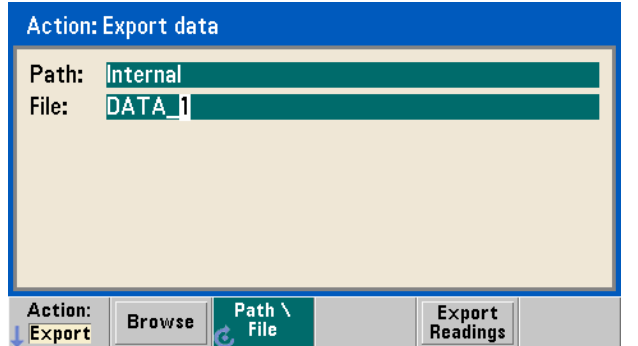 Action: Export data
Path: Internal
File: DATA_1
Action:
Export
Browse
Path \
File
Export
Readings